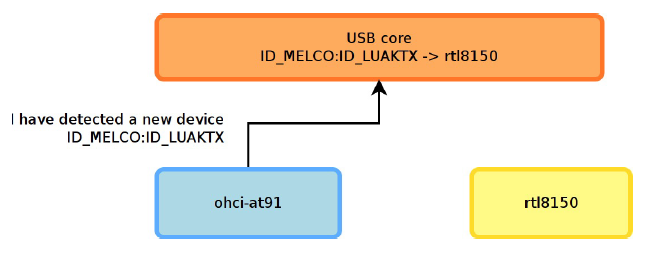 USB core
ID_MELCO:ID_LUAKTX -> rtl8150
I have detected a new device
ID_MELCO:ID_LUAKTX
ohci-at91
rtl8150